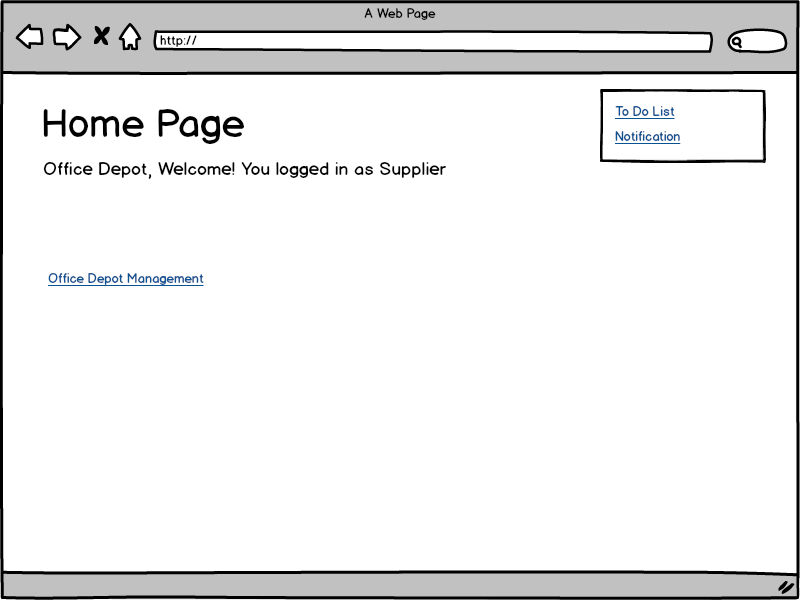 A Web Page
http://
Home Page
Office Depot, Welcome! You logged in as Supplier
To Do List
Notification
Office Depot Management